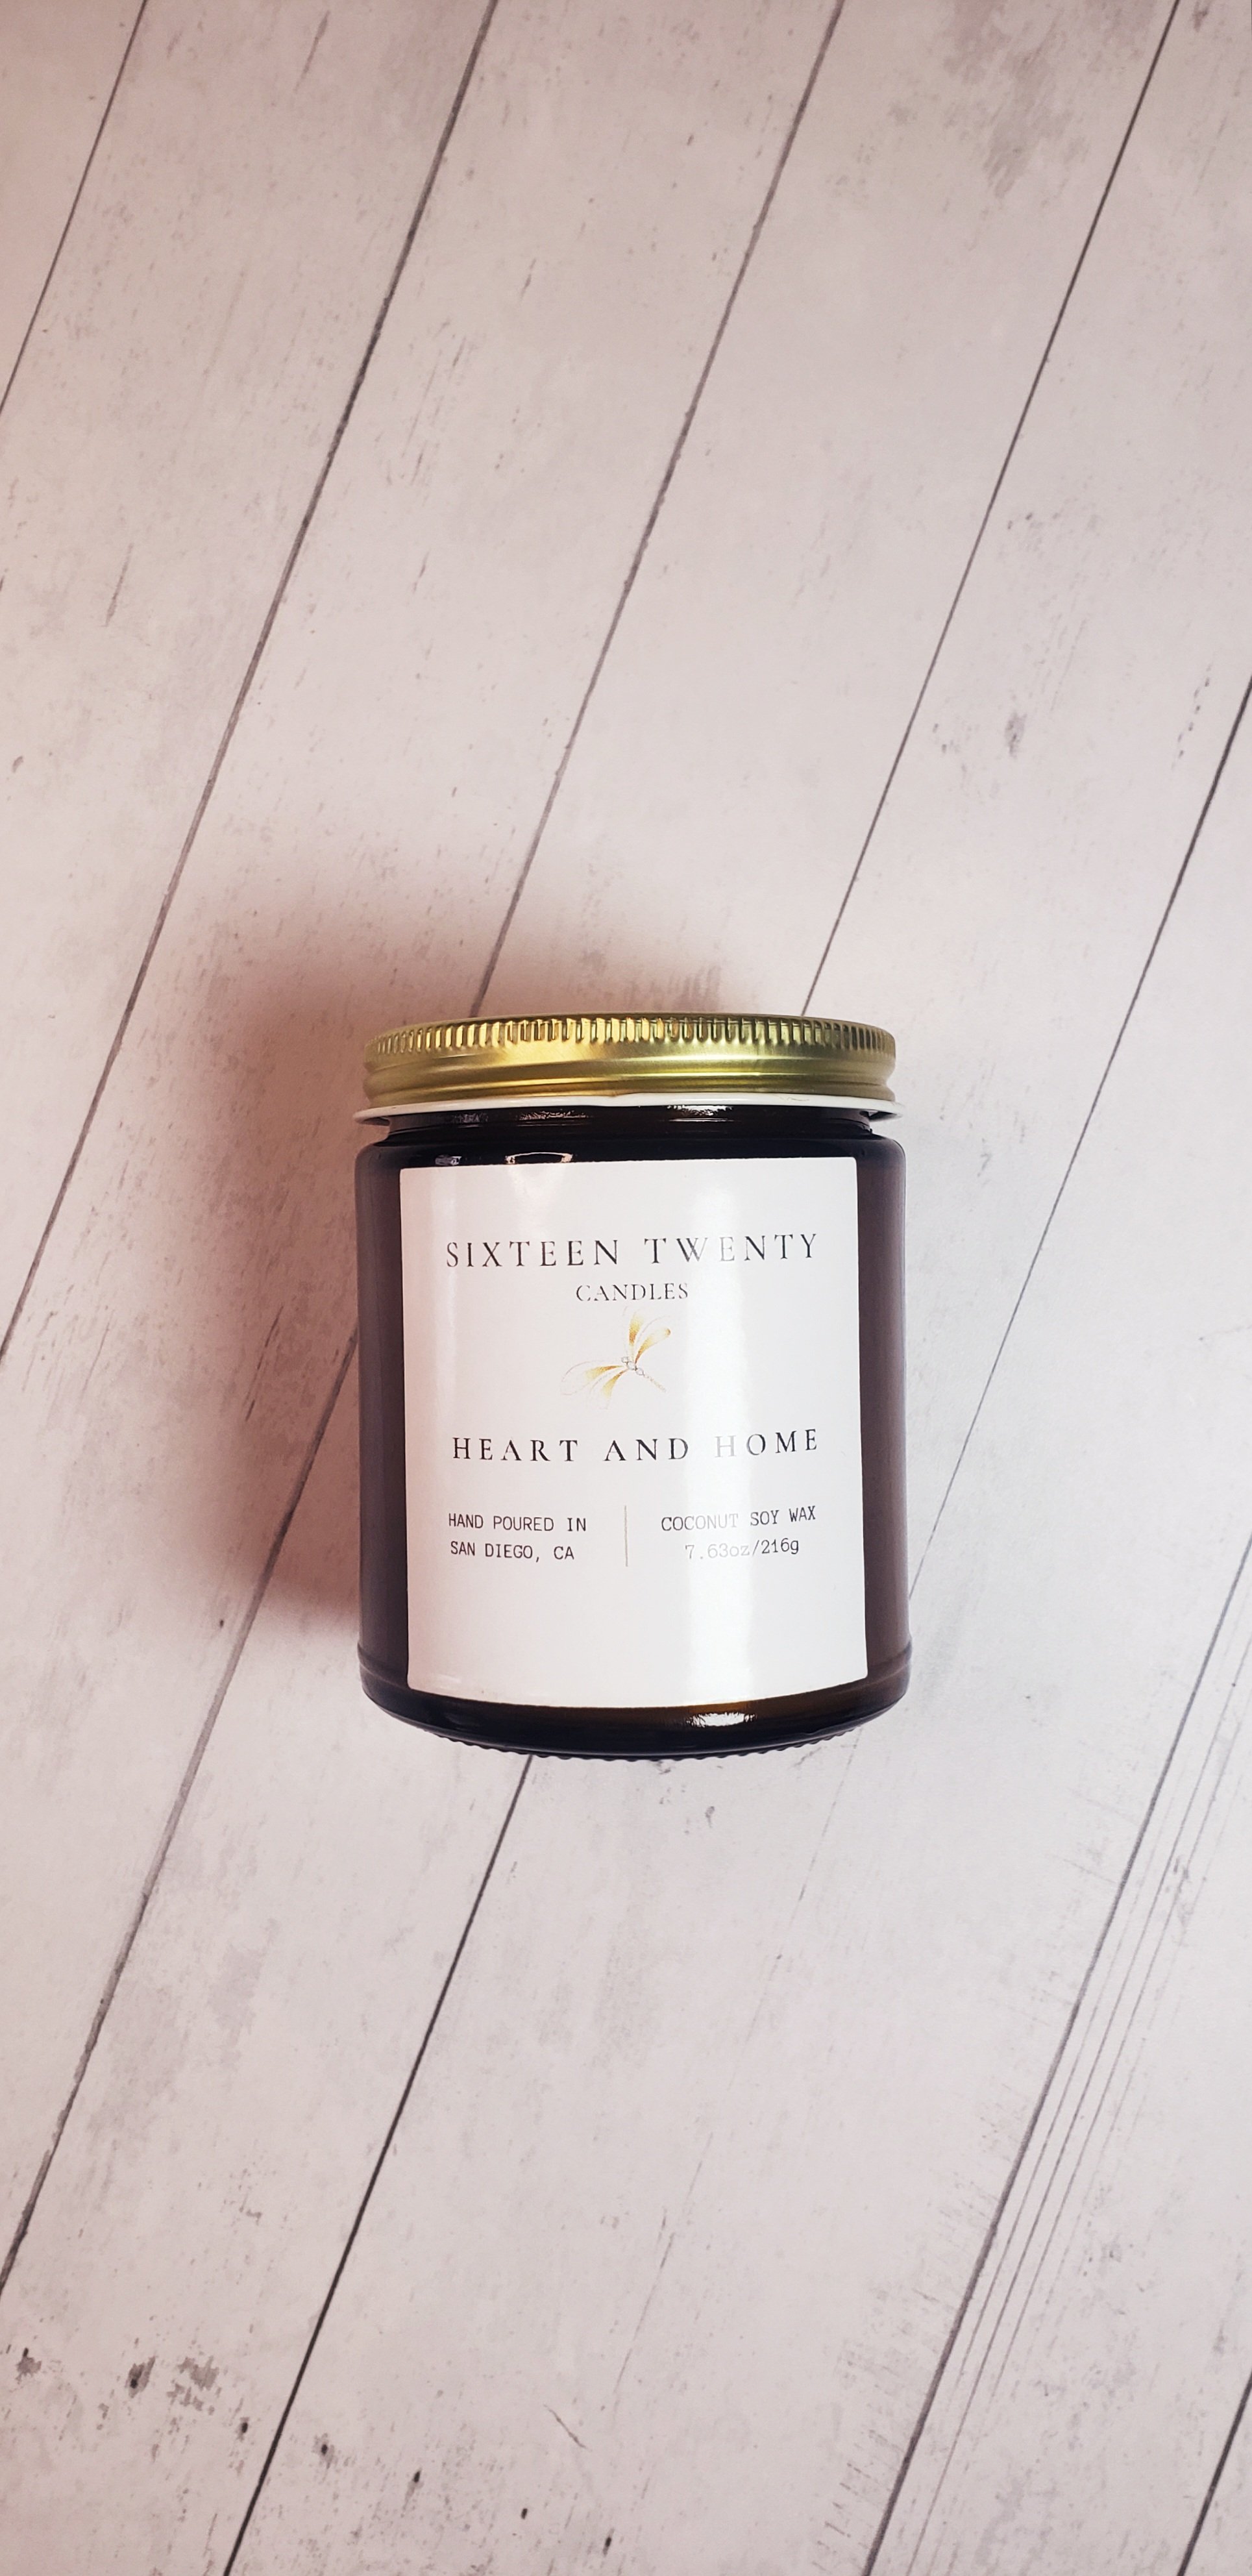 SIXTEEN TWENTY
CANDLES
HEART AND HOME
HAND POURED IN
SAN DIEGO, CA
COCONUT SOY WAX
7.63oz/216g